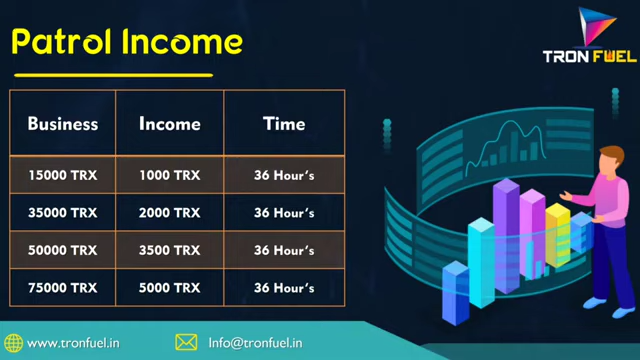 Patrol Income
TRON FUEL
Business Income Time
15000 TRX 1000 TRX 36 Hour's
35000 TRX 2000 TRX 36 Hour's
50000 TRX 3500 TRX 36 Hour's
75000 TRX 5000 TRX 36 Hour's
www.tronfuel.in Info@tronfuel.in